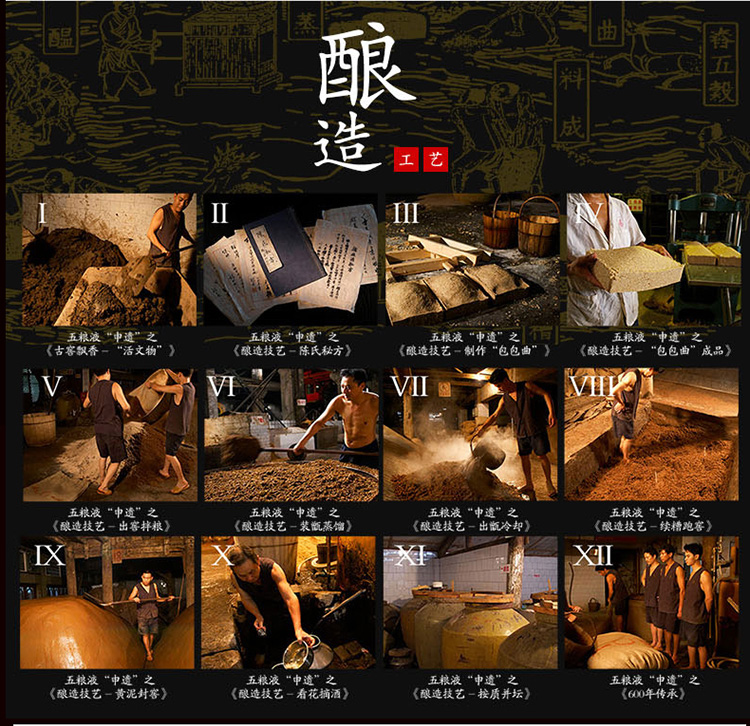 醞
蒸
曲
舂五穀
料成
酿造
工艺
I
II
III
IV
五粮液“申遗”之
《古窖飘香－“活文物”》
五粮液“申遗”之
《酿造技艺－陈氏秘方》
五粮液“申遗”之
《酿造技艺－制作“包包曲”》
五粮液“申遗”之
《酿造技艺－“包包曲”成品》
V
VI
VII
VIII
五粮液“申遗”之
《酿造技艺－出窖拌粮》
五粮液“申遗”之
《酿造技艺－装甑蒸馏》
五粮液“申遗”之
《酿造技艺－出甑冷却》
五粮液“申遗”之
《酿造技艺－续糟跑窖》
IX
X
XI
XII
五粮液“申遗”之
《酿造技艺－黄泥封窖》
五粮液“申遗”之
《酿造技艺－看花摘酒》
五粮液“申遗”之
《酿造技艺－按质并坛》
五粮液“申遗”之
《600年传承》